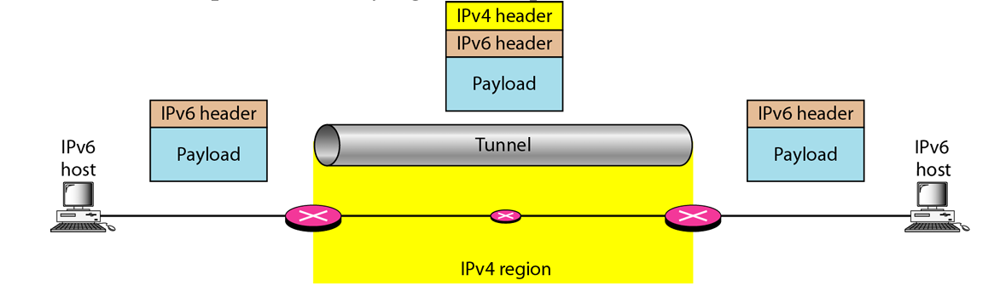 IPv4 header
IPv6 header
Payload
IPv6 header
Payload
IPv6 header
Payload
Tunnel
IPv6
host
IPv6
host
IPv4 region